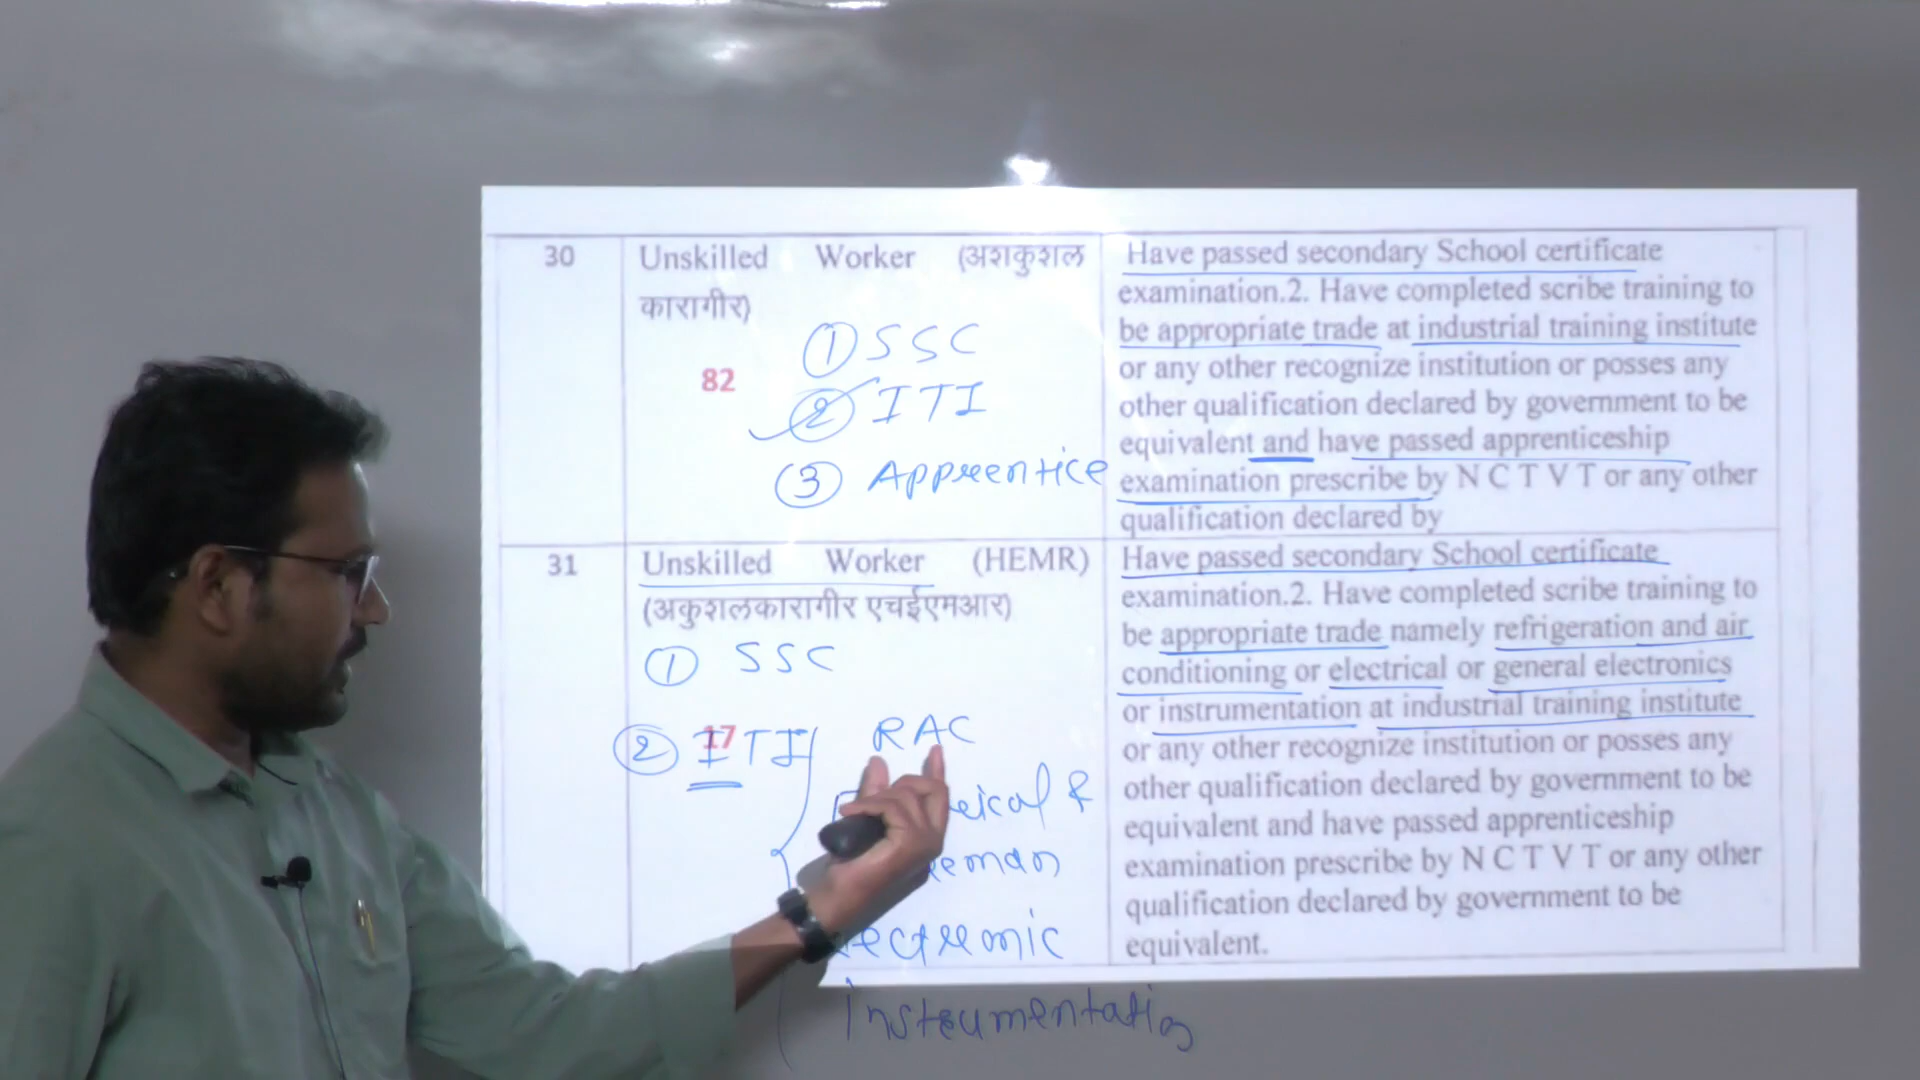 30
Unskilled Worker (अशकुशल
कारागीर)
82
① SSC
② ITI
③ Apprentice
Have passed secondary School certificate
examination.2. Have completed scribe training to
be appropriate trade at industrial training institute
or any other recognize institution or posses any
other qualification declared by government to be
equivalent and have passed apprenticeship
examination prescribe by N C T V T or any other
qualification declared by
31
Unskilled Worker (HEMR)
(अकुशलकारागीर एचईएमआर)
① SSC
17
② ITI
RAC
&
Instrumentation
Have passed secondary School certificate
examination.2. Have completed scribe training to
be appropriate trade namely refrigeration and air
conditioning or electrical or general electronics
or instrumentation at industrial training institute
or any other recognize institution or posses any
other qualification declared by government to be
equivalent and have passed apprenticeship
examination prescribe by N C T V T or any other
qualification declared by government to be
equivalent.